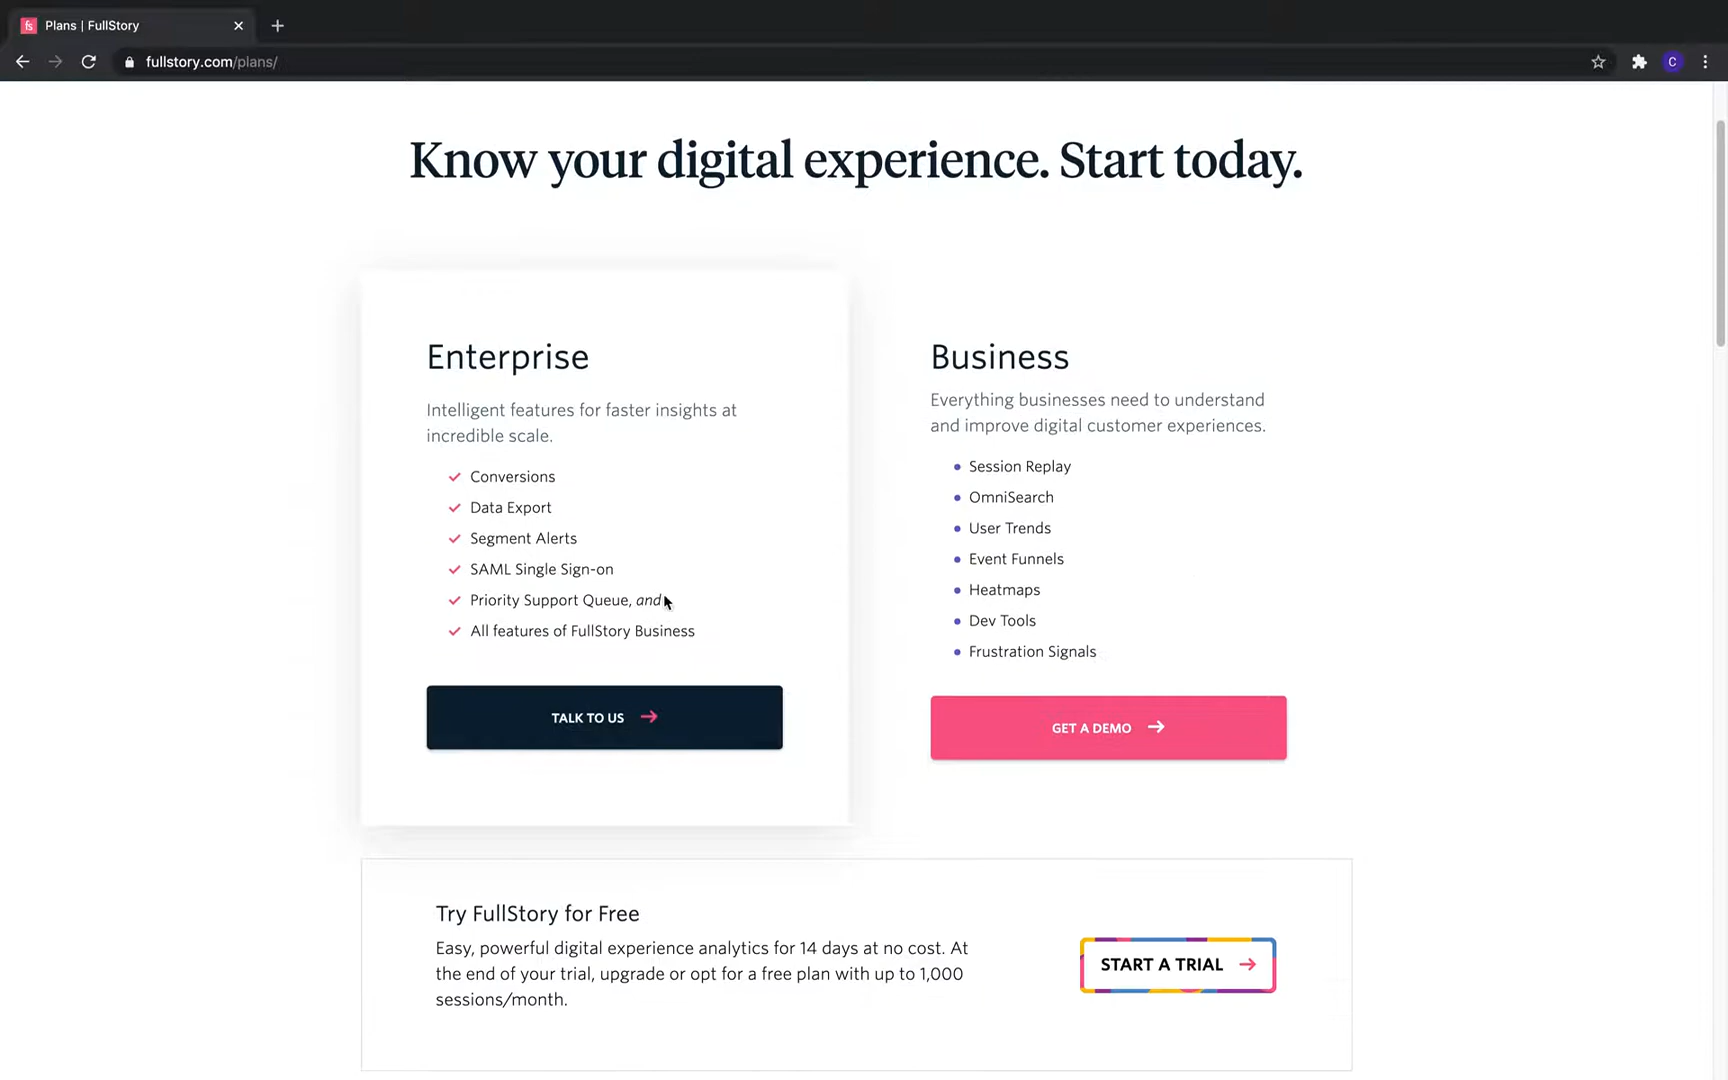 fs Plans | FullStory
fullstory.com/plans/
C
Know your digital experience. Start today.
Enterprise
Intelligent features for faster insights at
incredible scale.
Conversions
Data Export
Segment Alerts
SAML Single Sign-on
Priority Support Queue, and
All features of FullStory Business
TALK TO US
Business
Everything businesses need to understand
and improve digital customer experiences.
Session Replay
OmniSearch
User Trends
Event Funnels
Heatmaps
Dev Tools
Frustration Signals
GET A DEMO
Try FullStory for Free
Easy, powerful digital experience analytics for 14 days at no cost. At
the end of your trial, upgrade or opt for a free plan with up to 1,000
sessions/month.
START A TRIAL